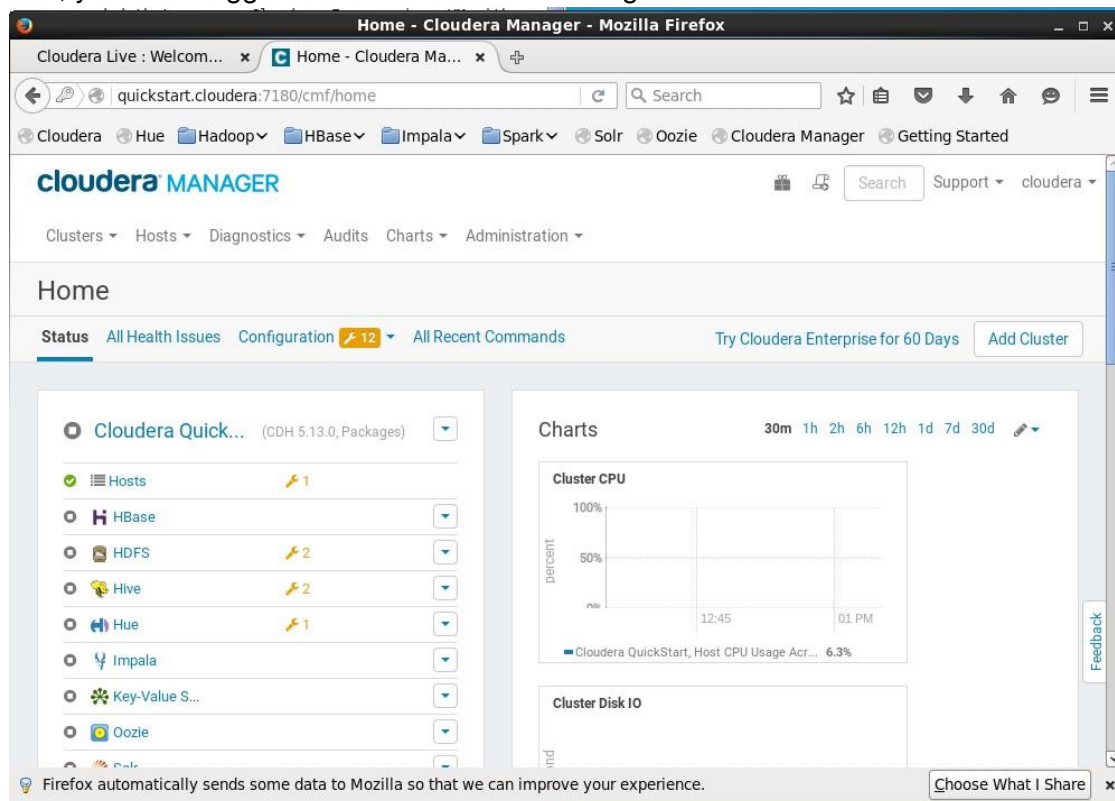 Home - Cloudera Manager - Mozilla Firefox
Cloudera Live : Welcom... Home - Cloudera Ma...
quickstart.cloudera:7180/cmf/home Search
Cloudera Hue Hadoop HBase Impala Spark Solr Oozie Cloudera Manager Getting Started
cloudera MANAGER Search Support cloudera
Clusters Hosts Diagnostics Audits Charts Administration
Home
Status All Health Issues Configuration 12 All Recent Commands Try Cloudera Enterprise for 60 Days Add Cluster
Cloudera Quick... (CDH 5.13.0, Packages)
Hosts 1
HBase
HDFS 2
Hive 2
Hue 1
Impala
Key-Value S...
Oozie
Solr
Charts 30m 1h 2h 6h 12h 1d 7d 30d
Cluster CPU
percent
100%
50%
0%
12:45 01 PM
Cloudera QuickStart, Host CPU Usage Acr... 6.3%
Cluster Disk IO
Feedback
Firefox automatically sends some data to Mozilla so that we can improve your experience. Choose What I Share